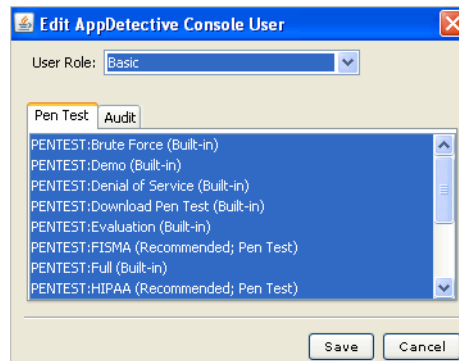 Edit AppDetective Console User
User Role: Basic
Pen Test Audit
PENTEST:Brute Force (Built-in)
PENTEST:Demo (Built-in)
PENTEST:Denial of Service (Built-in)
PENTEST:Download Pen Test (Built-in)
PENTEST:Evaluation (Built-in)
PENTEST:FISMA (Recommended; Pen Test)
PENTEST:Full (Built-in)
PENTEST:HIPAA (Recommended; Pen Test)
Save Cancel